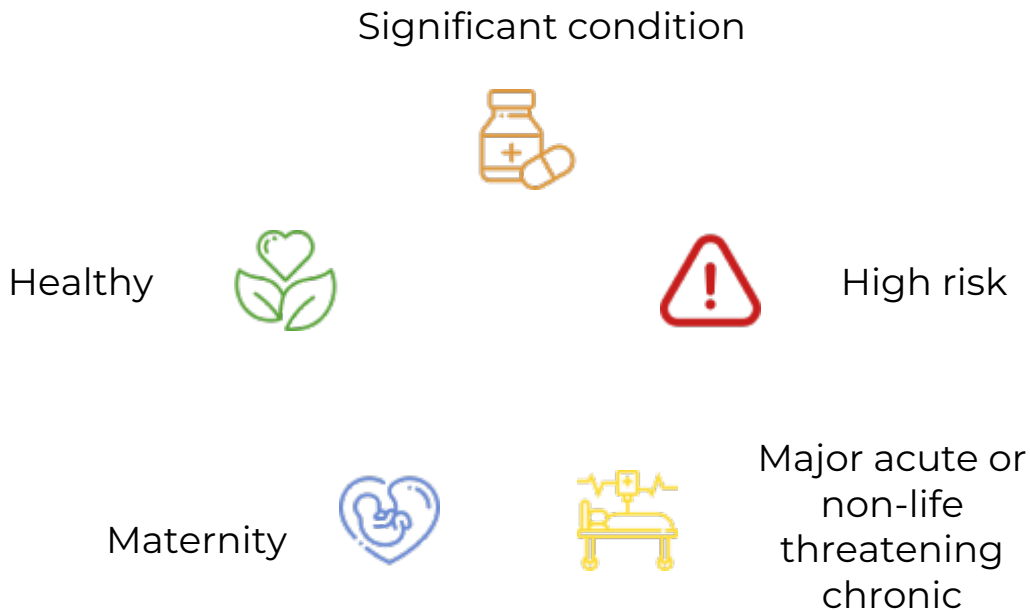 Significant condition
Healthy
High risk
Maternity
Major acute or
non-life
threatening
chronic